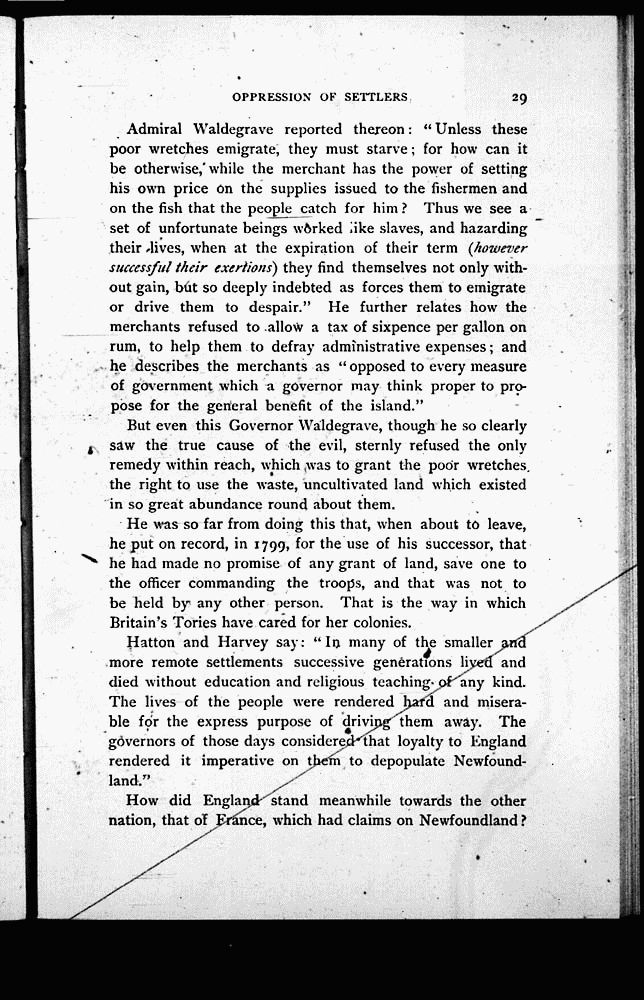 OPPRESSION OF SETTLERS 29
Admiral Waldegrave reported thereon: “Unless these
poor wretches emigrate, they must starve; for how can it
be otherwise, while the merchant has the power of setting
his own price on the supplies issued to the fishermen and
on the fish that the people catch for him? Thus we see a
set of unfortunate beings worked like slaves, and hazarding
their lives, when at the expiration of their term (however
successful their exertions) they find themselves not only with-
out gain, but so deeply indebted as forces them to emigrate
or drive them to despair.” He further relates how the
merchants refused to allow a tax of sixpence per gallon on
rum, to help them to defray administrative expenses; and
he describes the merchants as “opposed to every measure
of government which a governor may think proper to pro-
pose for the general benefit of the island.”
But even this Governor Waldegrave, though he so clearly
saw the true cause of the evil, sternly refused the only
remedy within reach, which was to grant the poor wretches
the right to use the waste, uncultivated land which existed
in so great abundance round about them.
He was so far from doing this that, when about to leave,
he put on record, in 1799, for the use of his successor, that
he had made no promise of any grant of land, save one to
the officer commanding the troops, and that was not to
be held by any other person. That is the way in which
Britain’s Tories have cared for her colonies.
Hatton and Harvey say: “In many of the smaller and
more remote settlements successive generations lived and
died without education and religious teaching of any kind.
The lives of the people were rendered hard and misera-
ble for the express purpose of driving them away. The
governors of those days considered that loyalty to England
rendered it imperative on them to depopulate Newfound-
land.”
How did England stand meanwhile towards the other
nation, that of France, which had claims on Newfoundland?